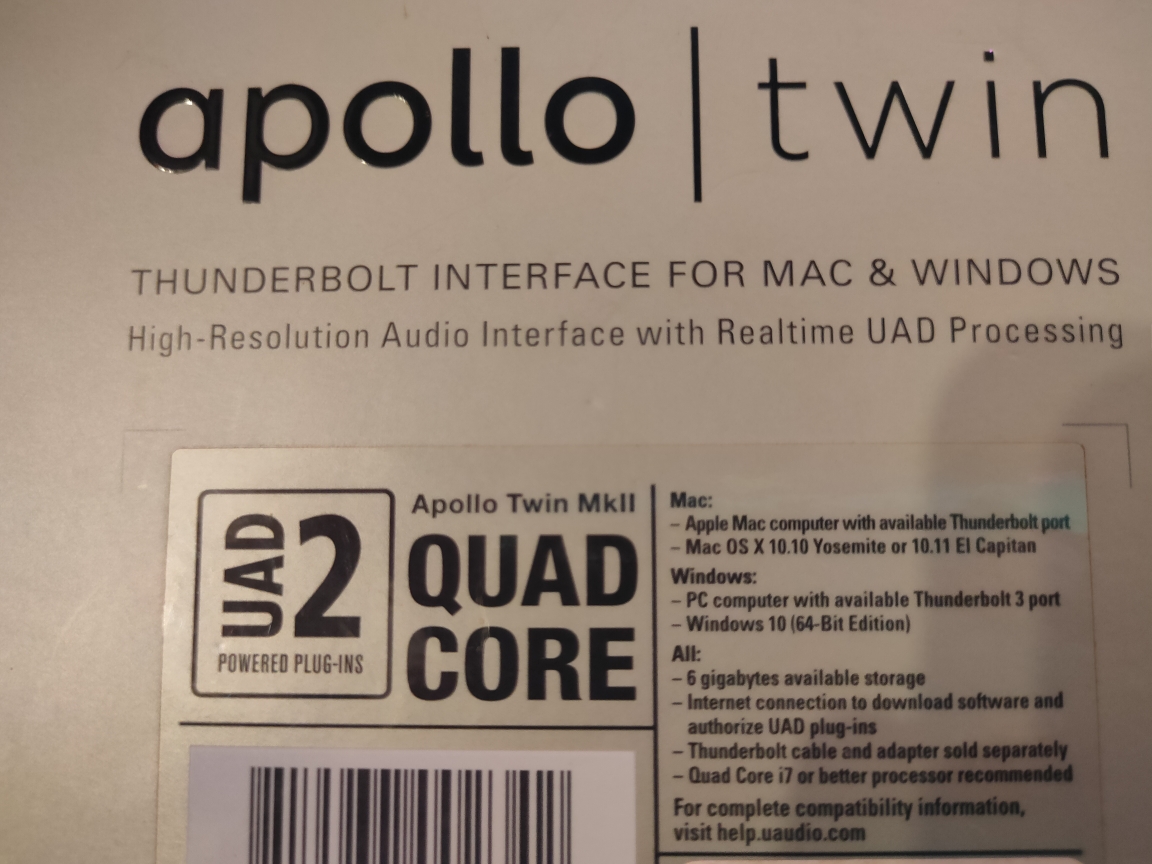 apollo | twin
THUNDERBOLT INTERFACE FOR MAC & WINDOWS
High-Resolution Audio Interface with Realtime UAD Processing
UAD 2
POWERED PLUG-INS
Apollo Twin MkII
QUAD
CORE
Mac:
– Apple Mac computer with available Thunderbolt port
– Mac OS X 10.10 Yosemite or 10.11 El Capitan
Windows:
– PC computer with available Thunderbolt 3 port
– Windows 10 (64-Bit Edition)
All:
– 6 gigabytes available storage
– Internet connection to download software and
authorize UAD plug-ins
– Thunderbolt cable and adapter sold separately
– Quad Core i7 or better processor recommended
For complete compatibility information,
visit help.uaudio.com